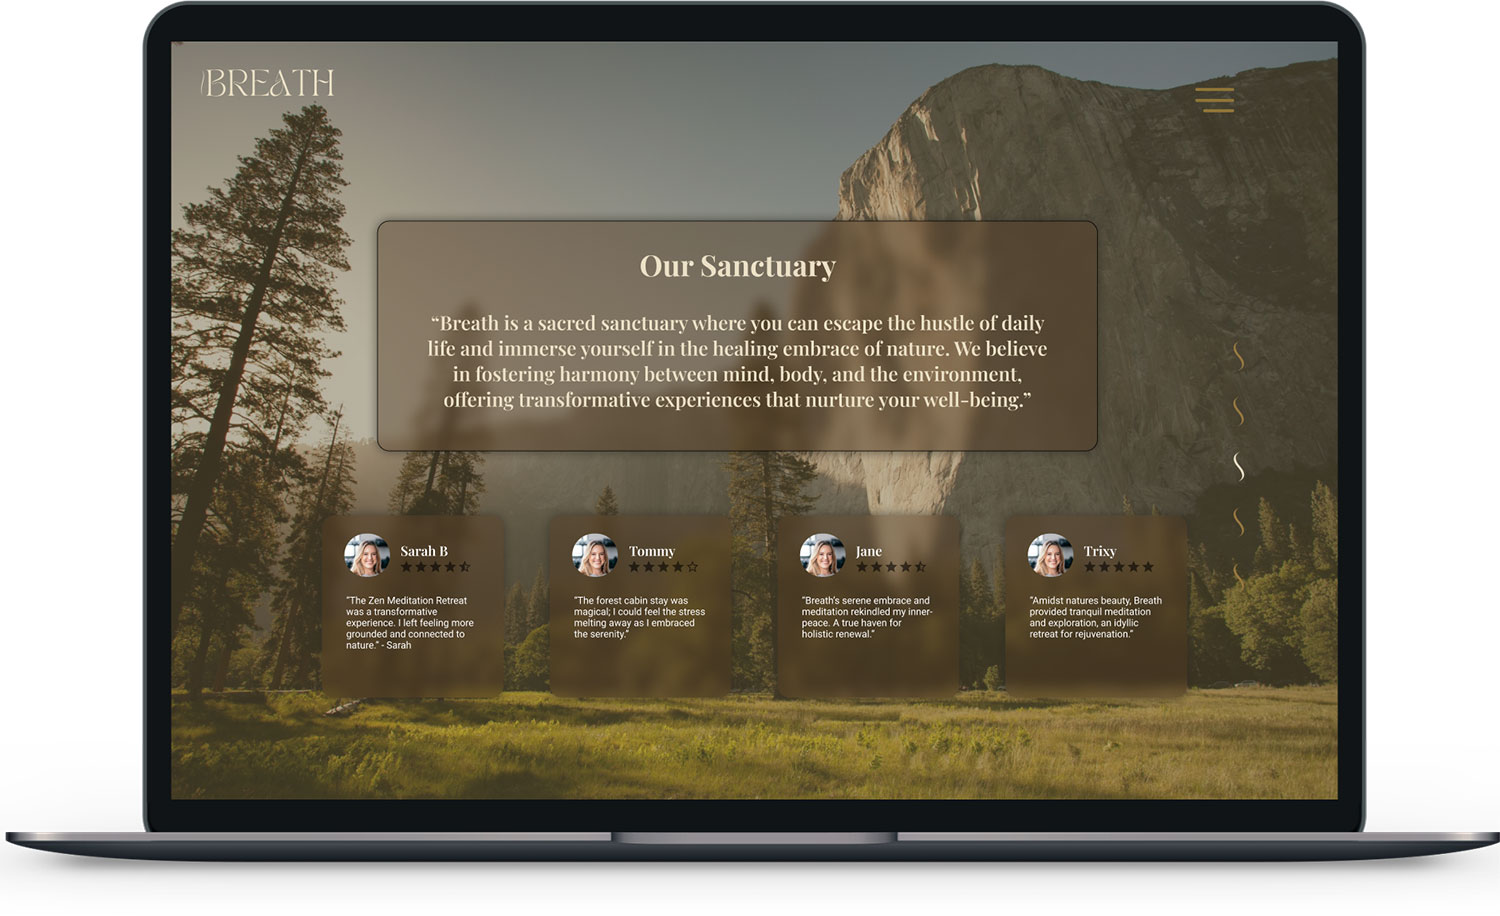 BREATH
Our Sanctuary
“Breath is a sacred sanctuary where you can escape the hustle of daily
life and immerse yourself in the healing embrace of nature. We believe
in fostering harmony between mind, body, and the environment,
offering transformative experiences that nurture your well-being.”
Sarah B
“The Zen Meditation Retreat
was a transformative
experience. I left feeling more
grounded and connected to
nature.” - Sarah
Tommy
“The forest cabin stay was
magical; I could feel the stress
melting away as I embraced
the serenity.”
Jane
“Breath’s serene embrace and
meditation rekindled my inner-
peace. A true haven for
holistic renewal.”
Trixy
“Amidst natures beauty, Breath
provided tranquil meditation
and exploration, an idyllic
retreat for rejuvenation.”